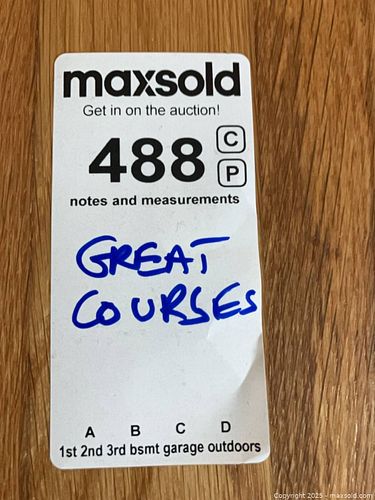 maxsold
Get in on the auction!
488 C
P
notes and measurements
GREAT
COURSES
A B C D
1st 2nd 3rd bsmt garage outdoors
Copyright 2025 - maxsold.com